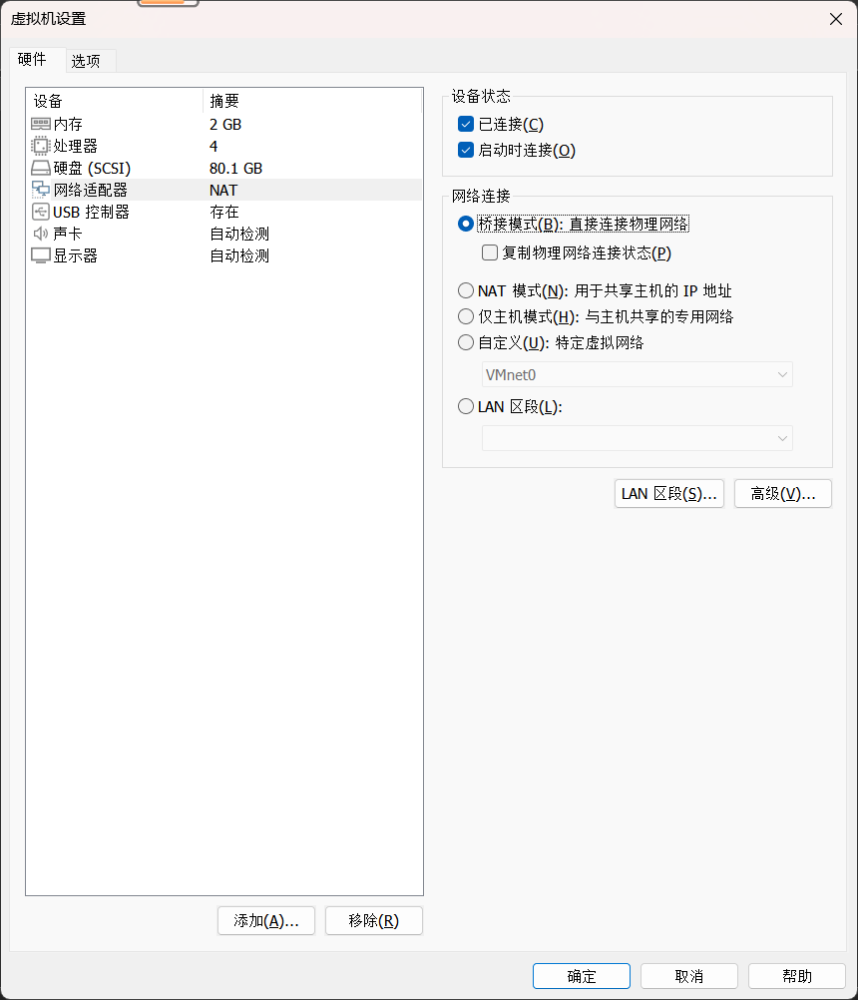 虚拟机设置
硬件 选项
设备 摘要
内存 2 GB
处理器 4
硬盘 (SCSI) 80.1 GB
网络适配器 NAT
USB 控制器 存在
声卡 自动检测
显示器 自动检测
添加(A)... 移除(R)
设备状态
已连接(C)
启动时连接(O)
网络连接
桥接模式(B): 直接连接物理网络
复制物理网络连接状态(P)
NAT 模式(N): 用于共享主机的 IP 地址
仅主机模式(H): 与主机共享的专用网络
自定义(U): 特定虚拟网络
VMnet0
LAN 区段(L):
LAN 区段(S)... 高级(V)...
确定 取消 帮助